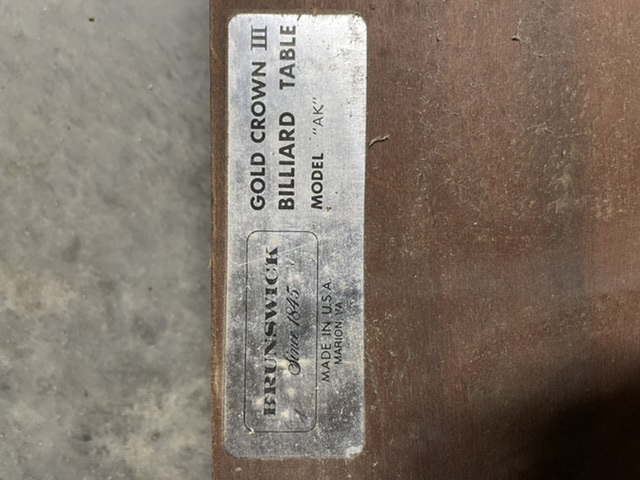 BRUNSWICK
Since 1845
MADE IN U.S.A.
MARION, VA
GOLD CROWN III
BILLIARD TABLE
MODEL "AK"